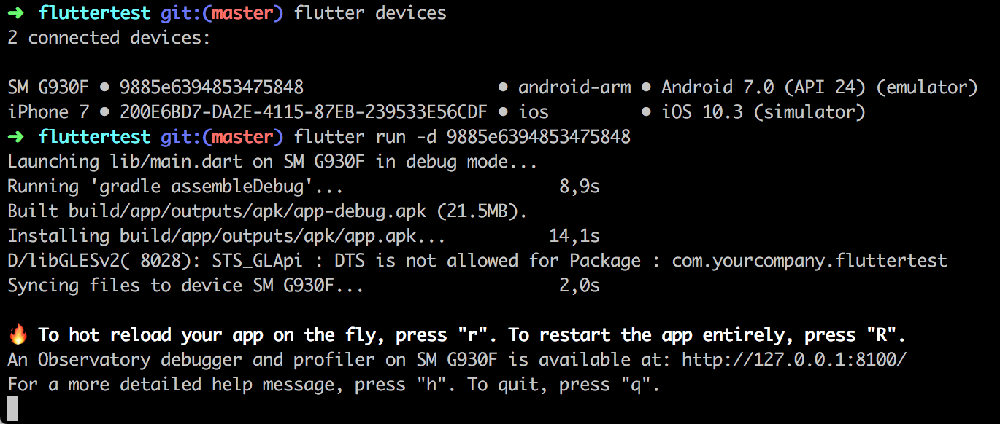 ➜ fluttertest git:(master) flutter devices
2 connected devices:
SM G930F • 9885e6394853475848 • android-arm • Android 7.0 (API 24) (emulator)
iPhone 7 • 200E6BD7-DA2E-4115-87EB-239533E56CDF • ios • iOS 10.3 (simulator)
➜ fluttertest git:(master) flutter run -d 9885e6394853475848
Launching lib/main.dart on SM G930F in debug mode...
Running 'gradle assembleDebug'... 8,9s
Built build/app/outputs/apk/app-debug.apk (21.5MB).
Installing build/app/outputs/apk/app.apk... 14,1s
D/libGLESv2( 8028): STS_GLApi : DTS is not allowed for Package : com.yourcompany.fluttertest
Syncing files to device SM G930F... 2,0s
🔥 To hot reload your app on the fly, press "r". To restart the app entirely, press "R".
An Observatory debugger and profiler on SM G930F is available at: http://127.0.0.1:8100/
For a more detailed help message, press "h". To quit, press "q".